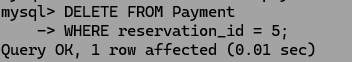 mysql> DELETE FROM Payment
    -> WHERE reservation_id = 5;
Query OK, 1 row affected (0.01 sec)